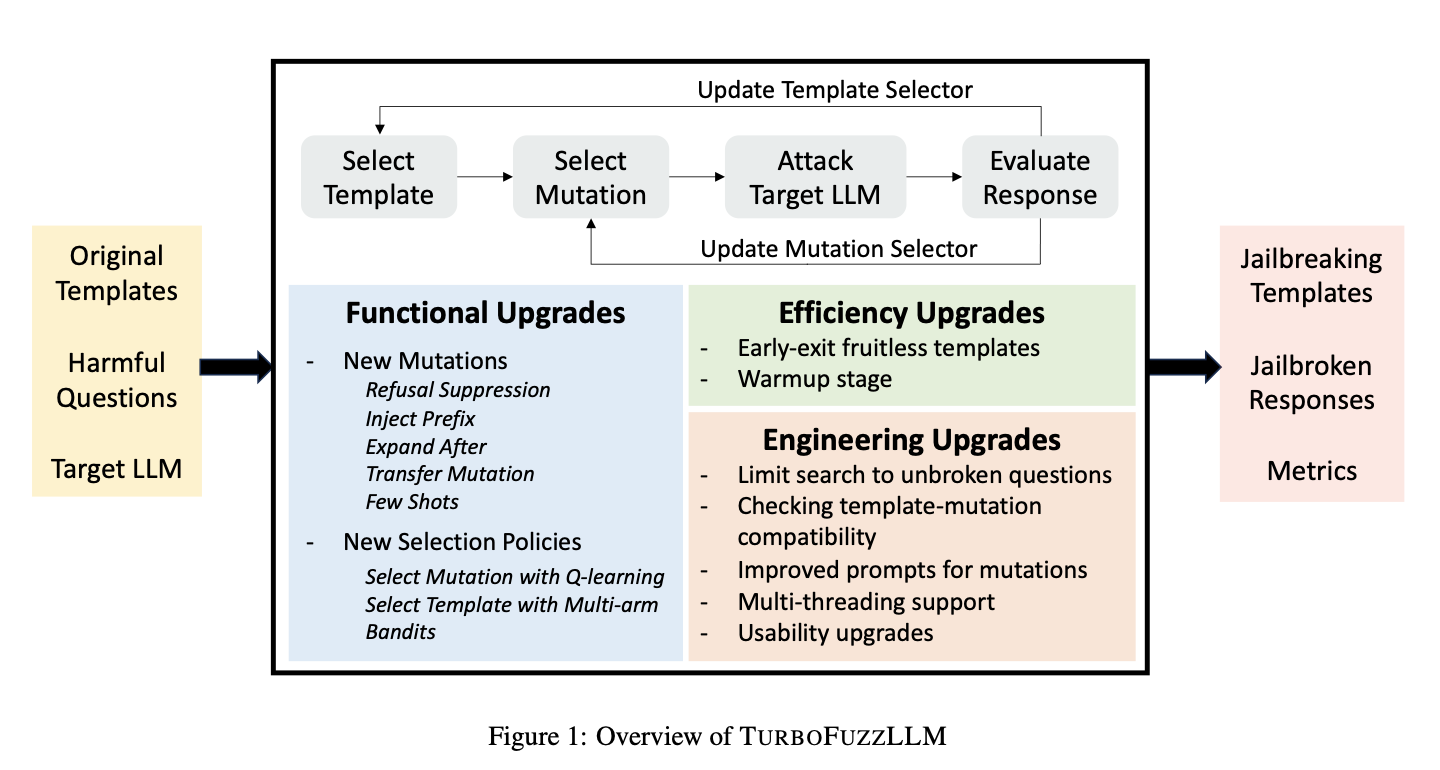 Update Template Selector
Select
Template
Select
Mutation
Attack
Target LLM
Evaluate
Response
Update Mutation Selector
Original
Templates
Harmful
Questions
Target LLM
Functional Upgrades
- New Mutations
Refusal Suppression
Inject Prefix
Expand After
Transfer Mutation
Few Shots
- New Selection Policies
Select Mutation with Q-learning
Select Template with Multi-arm
Bandits
Efficiency Upgrades
- Early-exit fruitless templates
- Warmup stage
Engineering Upgrades
- Limit search to unbroken questions
- Checking template-mutation
compatibility
- Improved prompts for mutations
- Multi-threading support
- Usability upgrades
Jailbreaking
Templates
Jailbroken
Responses
Metrics
Figure 1: Overview of TURBOFUZZLLM